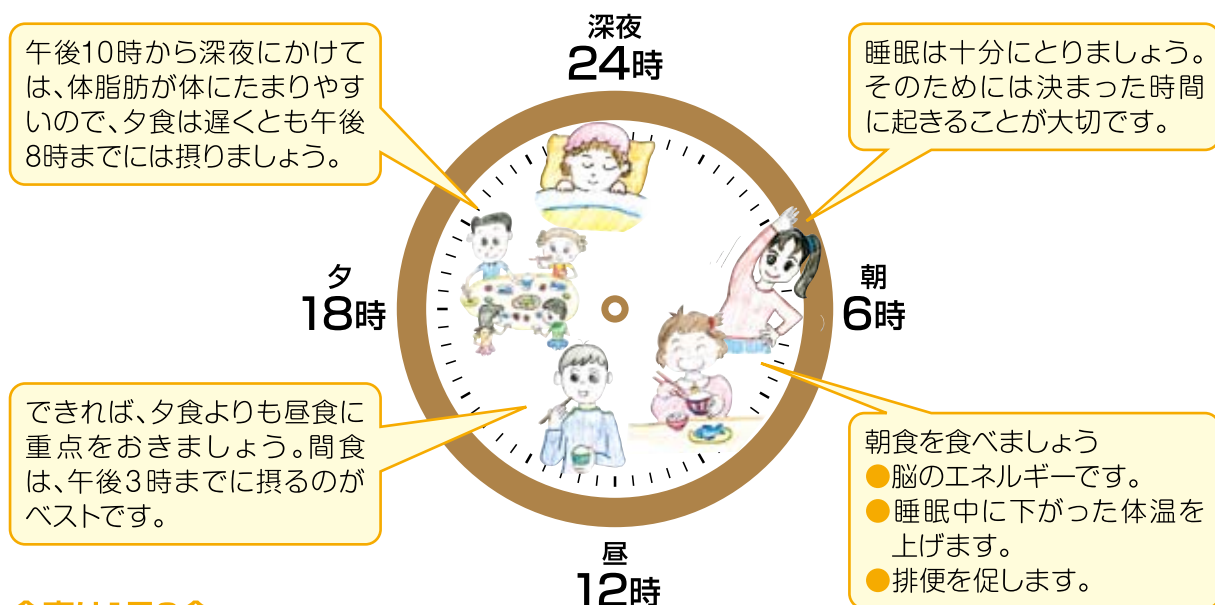 深夜
24時
午後10時から深夜にかけて
は、体脂肪が体にたまりやす
いので、夕食は遅くとも午後
8時までには摂りましょう。
睡眠は十分にとりましょう。
そのためには決まった時間
に起きることが大切です。
夕
18時
朝
6時
できれば、夕食よりも昼食に
重点をおきましょう。間食
は、午後3時までに摂るのが
ベストです。
朝食を食べましょう
●脳のエネルギーです。
●睡眠中に下がった体温を
上げます。
●排便を促します。
昼
12時